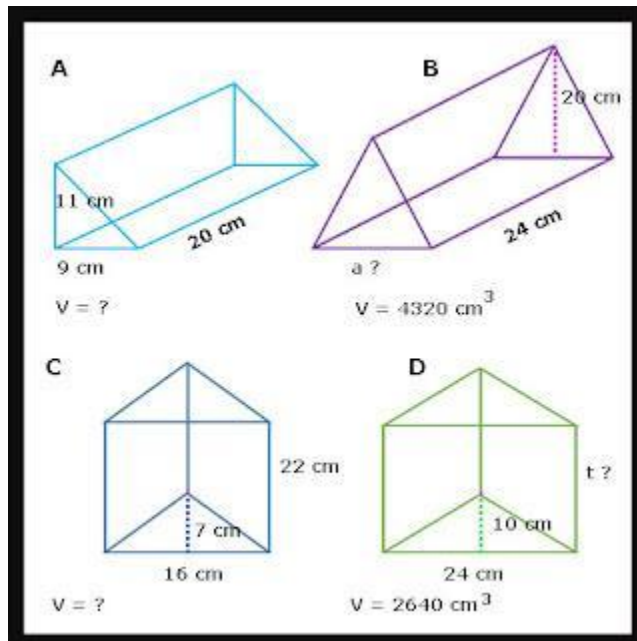 A
B
20 cm
11 cm
20 cm
24 cm
9 cm
a ?
V = ?
V = 4320 cm³
C
D
22 cm
t ?
7 cm
10 cm
16 cm
24 cm
V = ?
V = 2640 cm³